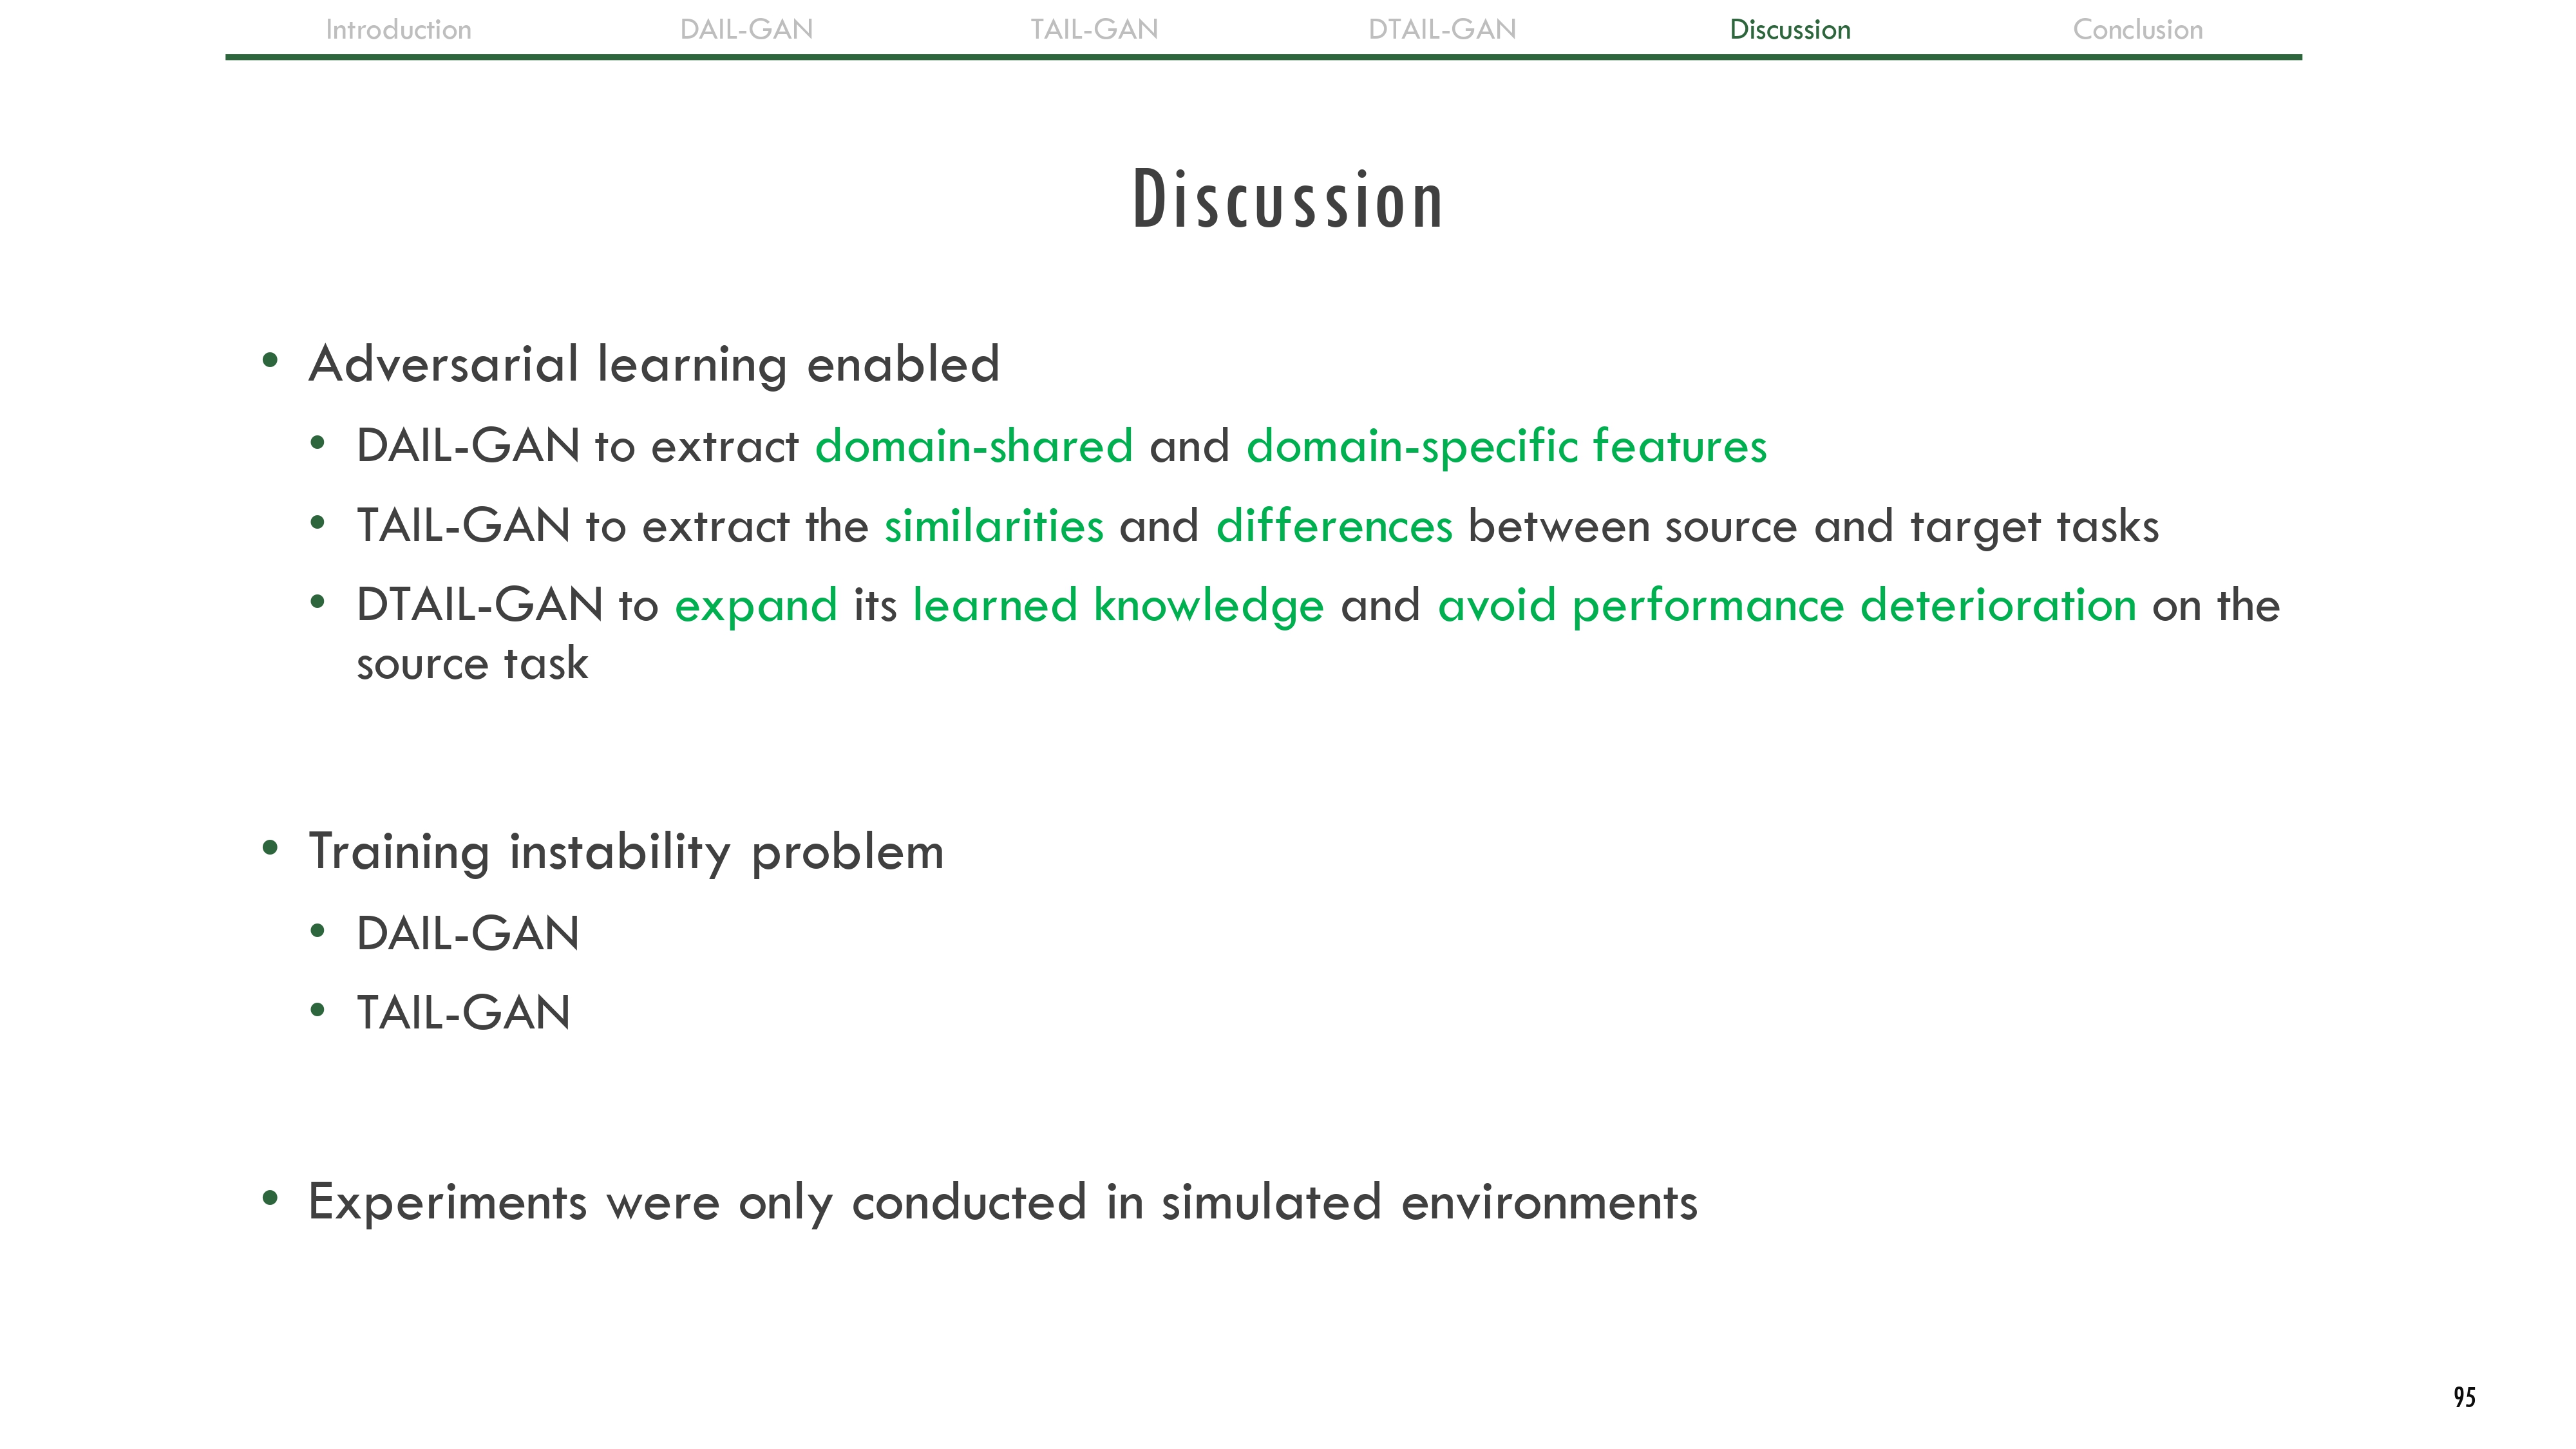 Introduction DAIL-GAN TAIL-GAN DTAIL-GAN Discussion Conclusion
Discussion
• Adversarial learning enabled
• DAIL-GAN to extract domain-shared and domain-specific features
• TAIL-GAN to extract the similarities and differences between source and target tasks
• DTAIL-GAN to expand its learned knowledge and avoid performance deterioration on the
source task
• Training instability problem
• DAIL-GAN
• TAIL-GAN
• Experiments were only conducted in simulated environments
95